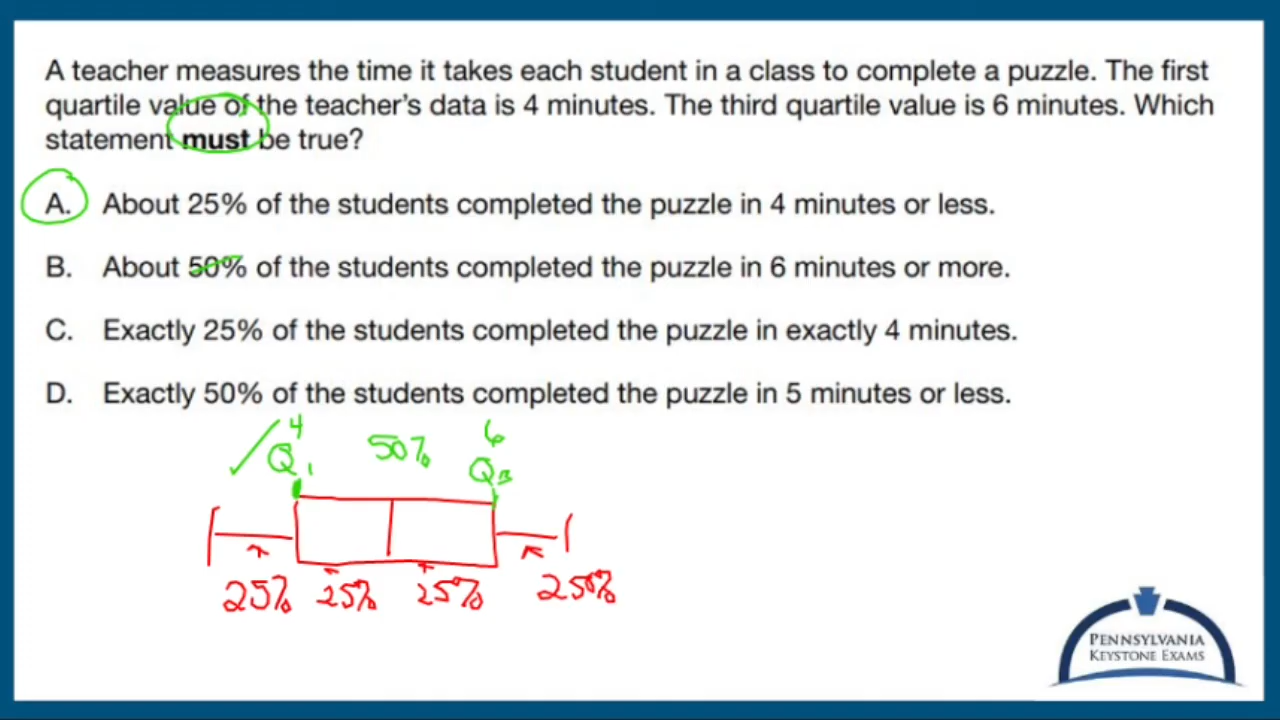 A teacher measures the time it takes each student in a class to complete a puzzle. The first
quartile value of the teacher's data is 4 minutes. The third quartile value is 6 minutes. Which
statement must be true?
A. About 25% of the students completed the puzzle in 4 minutes or less.
B. About 50% of the students completed the puzzle in 6 minutes or more.
C. Exactly 25% of the students completed the puzzle in exactly 4 minutes.
D. Exactly 50% of the students completed the puzzle in 5 minutes or less.
4 50% 6
Q1 Q3
25% 25% 25% 25%
PENNSYLVANIA
KEYSTONE EXAMS